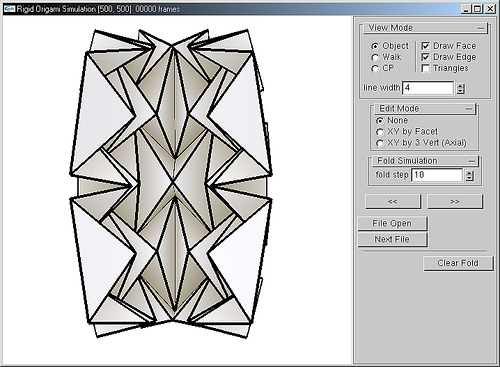 Rigid Origami Simulation [500, 500] 00000 frames
View Mode
Object
Draw Face
Walk
Draw Edge
CP
Triangles
line width 4
Edit Mode
None
XY by Facet
XY by 3 Vert (Axial)
Fold Simulation
fold step 10
<< >>
File Open
Next File
Clear Fold